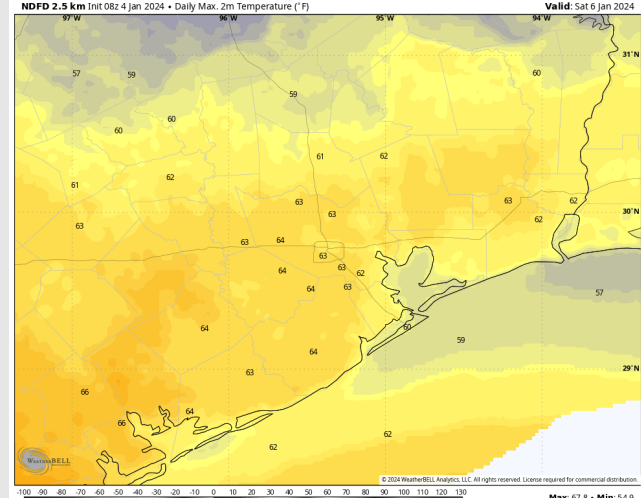 NDFD 2.5 km Init 08z 4 Jan 2024 • Daily Max. 2m Temperature (°F)
Valid: Sat 6 Jan 2024
97°W 96°W 95°W 94°W
31°N
57 59 60
59
60
60
61 62
62
61
63 62
63
30°N
63 62
63
63 64
63
63 62
64
63
64
57
60
64
59
64
63
29°N
66
64
66
62
62
WEATHERBELL
© 2024 WeatherBELL Analytics, LLC. All rights reserved. License required for commercial distribution.
-100 -90 -80 -70 -60 -50 -40 -30 -20 -10 0 10 20 30 40 50 60 70 80 90 100 110 120 130
Max: 67.8 • Min: 54.9